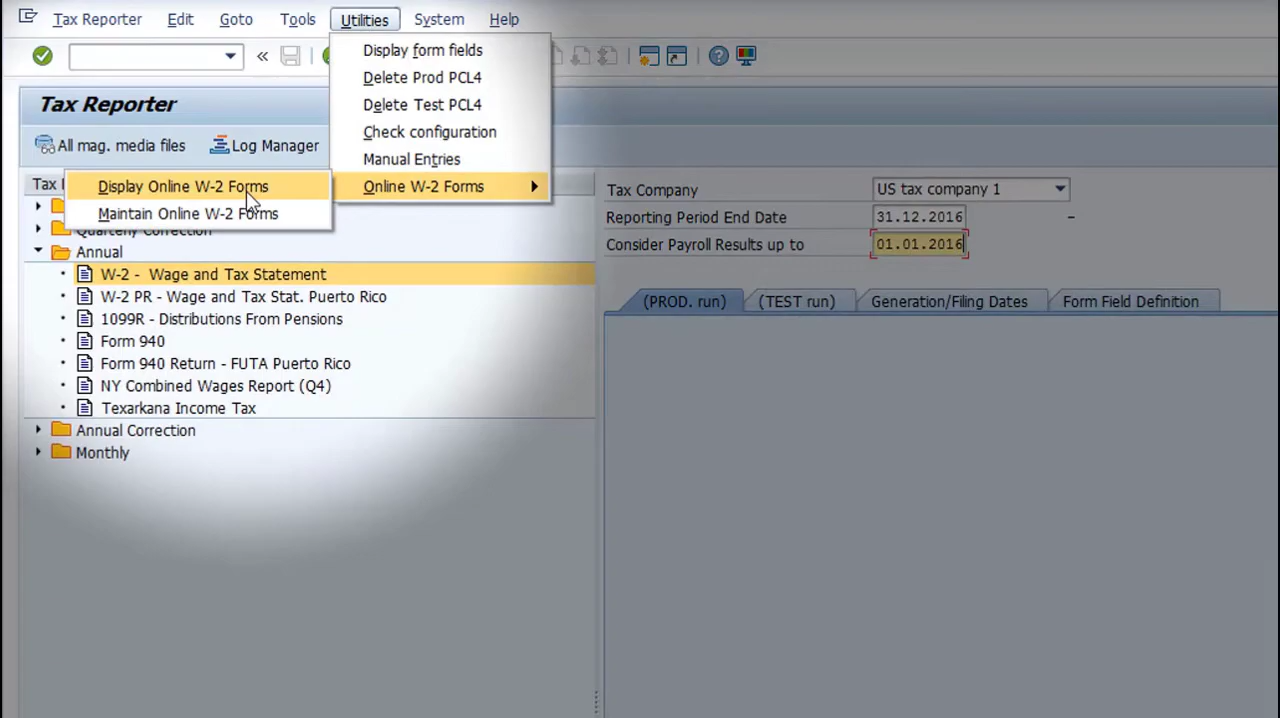 Tax Reporter Edit Goto Tools Utilities System Help
Display form fields
Delete Prod PCL4
Delete Test PCL4
Check configuration
Manual Entries
Online W-2 Forms
Display Online W-2 Forms
Maintain Online W-2 Forms
Tax Reporter
All mag. media files Log Manager
Tax
Quarterly Correction
Annual
W-2 - Wage and Tax Statement
W-2 PR - Wage and Tax Stat. Puerto Rico
1099R - Distributions From Pensions
Form 940
Form 940 Return - FUTA Puerto Rico
NY Combined Wages Report (Q4)
Texarkana Income Tax
Annual Correction
Monthly
Tax Company US tax company 1
Reporting Period End Date 31.12.2016 –
Consider Payroll Results up to 01.01.2016
(PROD. run) (TEST run) Generation/Filing Dates Form Field Definition